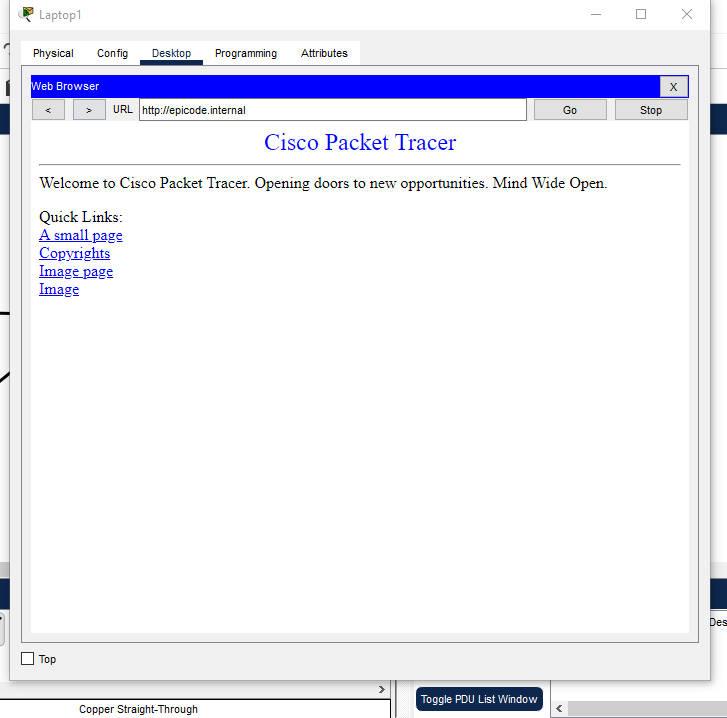 Laptop1
Physical Config Desktop Programming Attributes
Web Browser X
< > URL http://epicode.internal Go Stop
Cisco Packet Tracer
Welcome to Cisco Packet Tracer. Opening doors to new opportunities. Mind Wide Open.
Quick Links:
A small page
Copyrights
Image page
Image
Des
Top
Toggle PDU List Window
Copper Straight-Through